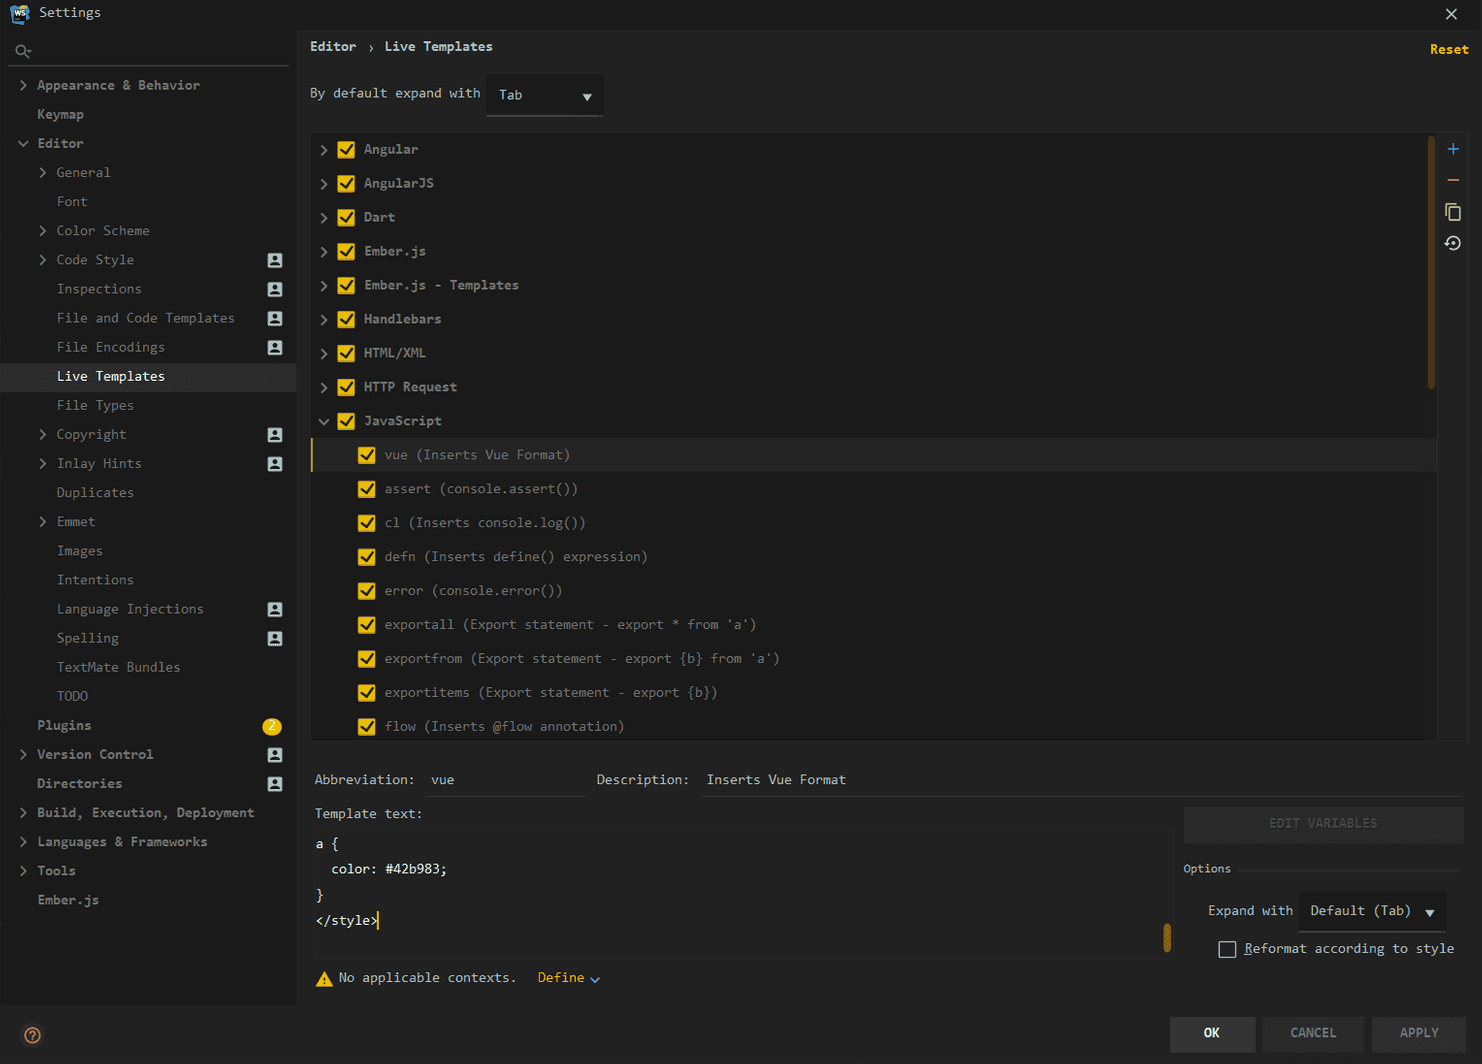 WS Settings
Editor › Live Templates
Reset
By default expand with Tab
Appearance & Behavior
Keymap
Editor
General
Font
Color Scheme
Code Style
Inspections
File and Code Templates
File Encodings
Live Templates
File Types
Copyright
Inlay Hints
Duplicates
Emmet
Images
Intentions
Language Injections
Spelling
TextMate Bundles
TODO
Plugins 2
Version Control
Directories
Build, Execution, Deployment
Languages & Frameworks
Tools
Ember.js
Angular
AngularJS
Dart
Ember.js
Ember.js - Templates
Handlebars
HTML/XML
HTTP Request
JavaScript
vue (Inserts Vue Format)
assert (console.assert())
cl (Inserts console.log())
defn (Inserts define() expression)
error (console.error())
exportall (Export statement - export * from 'a')
exportfrom (Export statement - export {b} from 'a')
exportitems (Export statement - export {b})
flow (Inserts @flow annotation)
Abbreviation: vue Description: Inserts Vue Format
Template text:
a {
color: #42b983;
}
</style>
EDIT VARIABLES
Options
Expand with Default (Tab)
Reformat according to style
No applicable contexts. Define
?
OK CANCEL APPLY